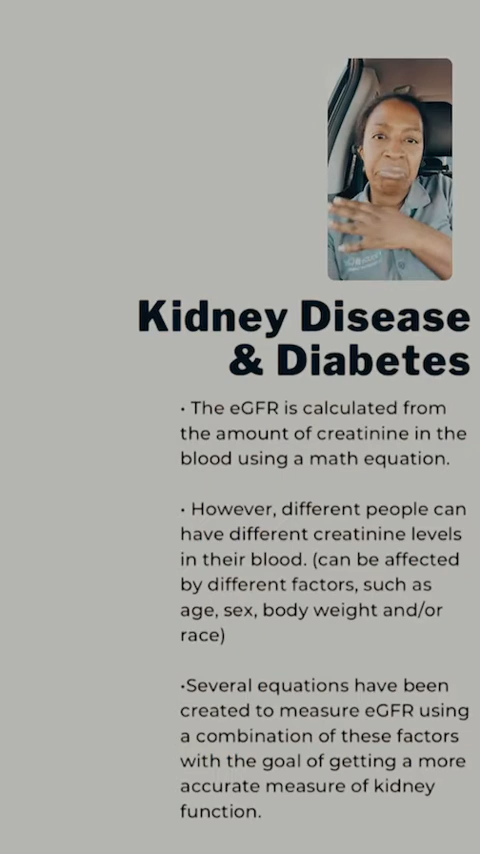 Kidney Disease
& Diabetes
• The eGFR is calculated from
the amount of creatinine in the
blood using a math equation.
• However, different people can
have different creatinine levels
in their blood. (can be affected
by different factors, such as
age, sex, body weight and/or
race)
•Several equations have been
created to measure eGFR using
a combination of these factors
with the goal of getting a more
accurate measure of kidney
function.